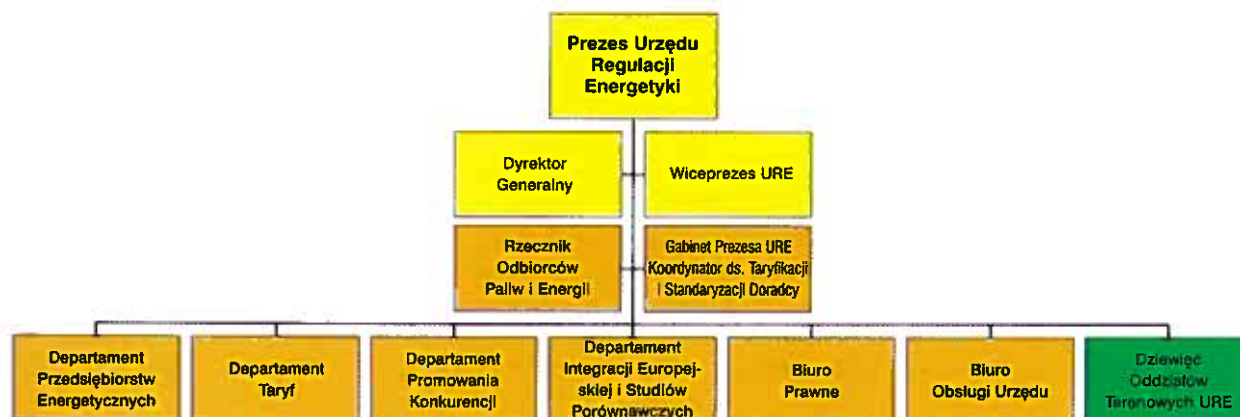 Prezes Urzędu
Regulacji
Energetyki
Dyrektor
Generalny
Wiceprezes URE
Rzecznik
Odbiorców
Paliw i Energii
Gabinet Prezesa URE
Koordynator ds. Taryfikacji
i Standaryzacji Doradcy
Departament
Przedsiębiorstw
Energetycznych
Departament
Taryf
Departament
Promowania
Konkurencji
Departament
Integracji Europej-
skiej i Studiów
Porównawczych
Biuro
Prawne
Biuro
Obsługi Urzędu
Dziewięć
Oddziałów
Terenowych URE